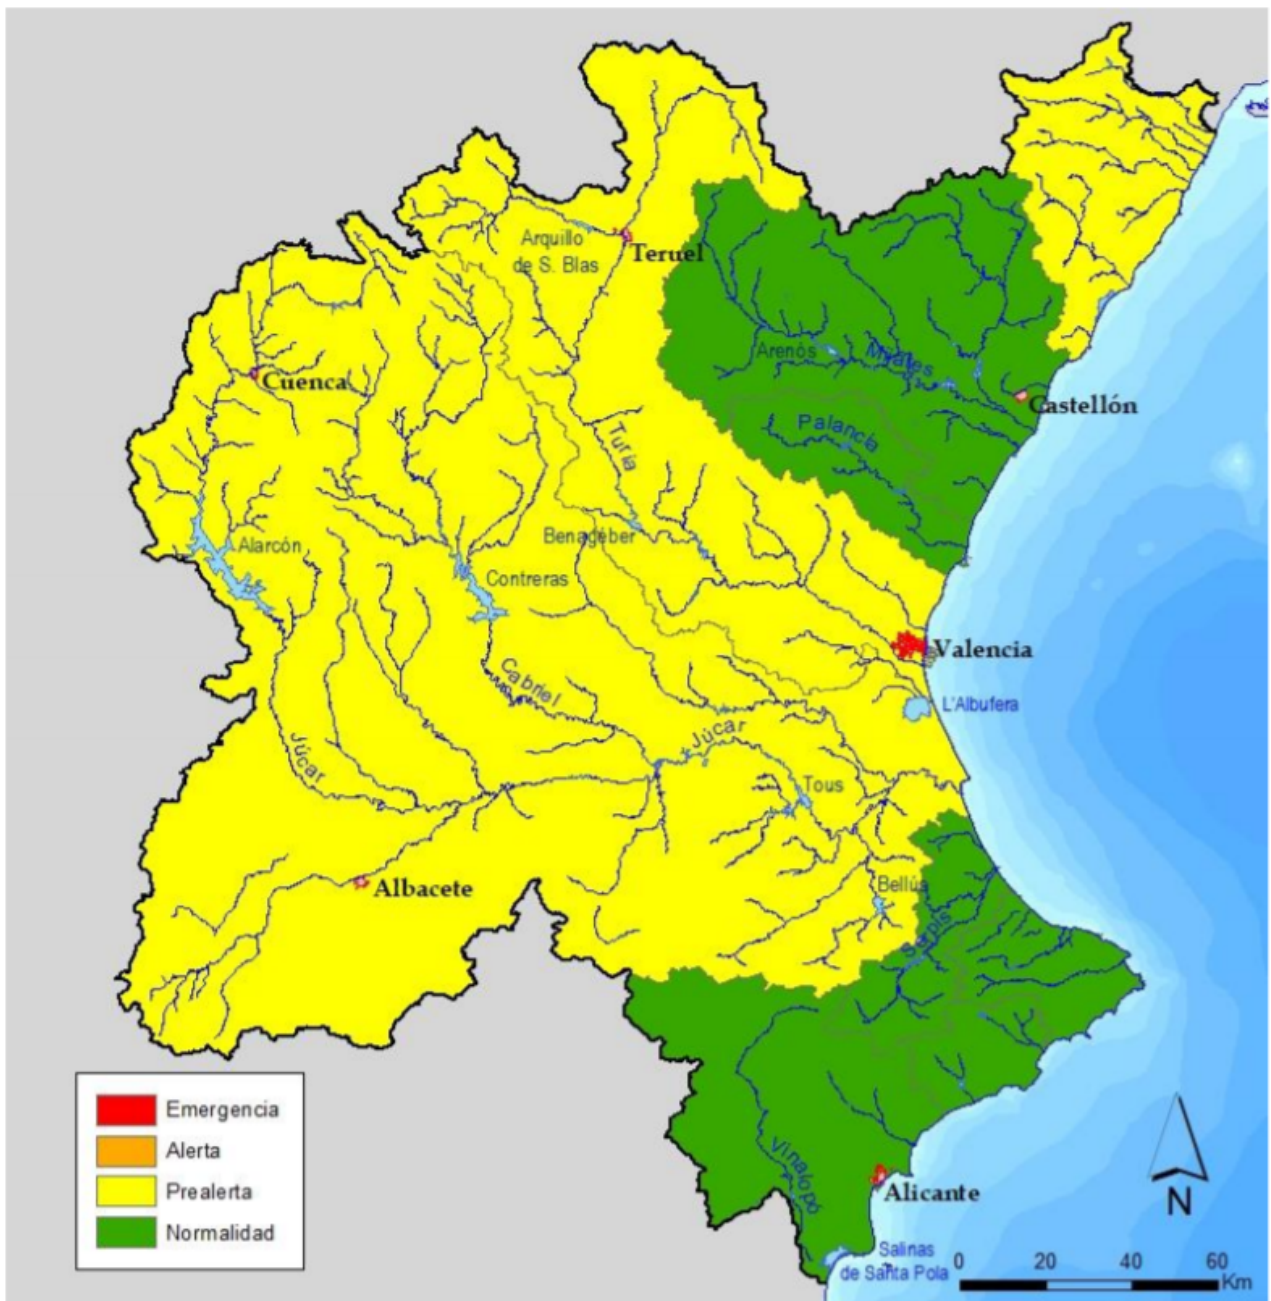 Arquillo
de S. Blas
Teruel
Cuenca
Arenós
Mijares
Castellón
Palancia
Turia
Benagéber
Alarcón
Contreras
Valencia
Cabriel
L'Albufera
Júcar
Júcar
Tous
Albacete
Bellús
Serpis
Emergencia
Alerta
Prealerta
Normalidad
Vinalopó
Alicante
N
Salinas
de Santa Pola
0 20 40 60
Km